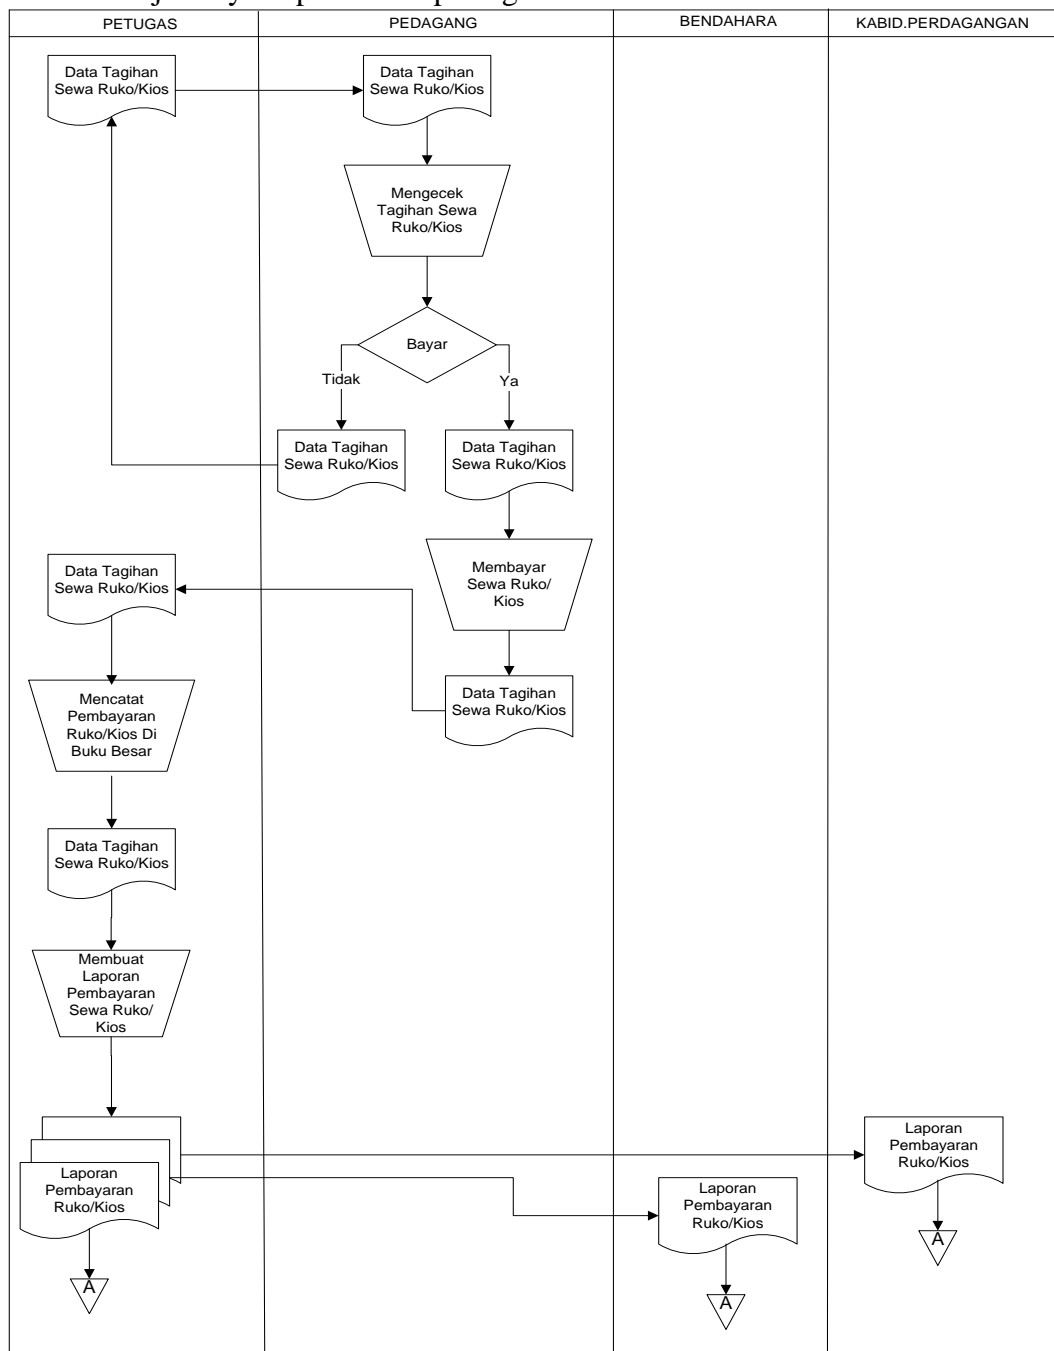 PETUGAS
PEDAGANG
BENDAHARA
KABID.PERDAGANGAN
Data Tagihan
Sewa Ruko/Kios
Data Tagihan
Sewa Ruko/Kios
Mengecek
Tagihan Sewa
Ruko/Kios
Bayar
Tidak
Ya
Data Tagihan
Sewa Ruko/Kios
Data Tagihan
Sewa Ruko/Kios
Data Tagihan
Sewa Ruko/Kios
Membayar
Sewa Ruko/
Kios
Mencatat
Pembayaran
Ruko/Kios Di
Buku Besar
Data Tagihan
Sewa Ruko/Kios
Data Tagihan
Sewa Ruko/Kios
Membuat
Laporan
Pembayaran
Sewa Ruko/
Kios
Laporan
Pembayaran
Ruko/Kios
Laporan
Pembayaran
Ruko/Kios
Laporan
Pembayaran
Ruko/Kios
A
A
A